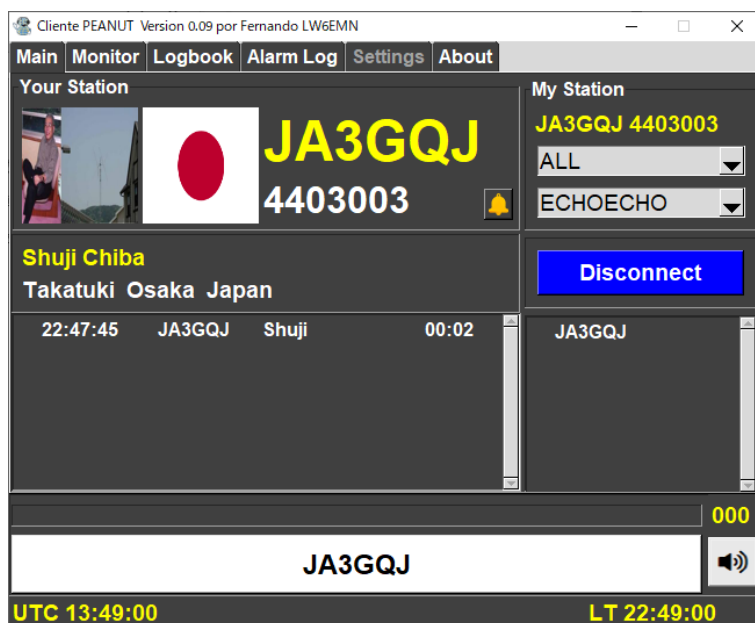 Cliente PEANUT Version 0.09 por Fernando LW6EMN
Main Monitor Logbook Alarm Log Settings About
Your Station
JA3GQJ
4403003
My Station
JA3GQJ 4403003
ALL
ECHOECHO
Shuji Chiba
Takatuki Osaka Japan
Disconnect
22:47:45 JA3GQJ Shuji 00:02
JA3GQJ
000
JA3GQJ
UTC 13:49:00
LT 22:49:00